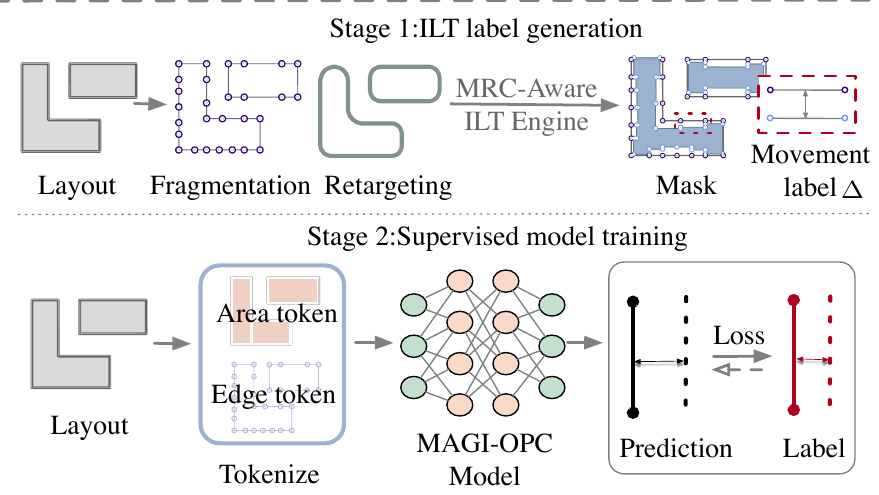 Stage 1:ILT label generation
MRC-Aware
ILT Engine
Layout
Fragmentation
Retargeting
Mask
Movement
label Δ
Stage 2:Supervised model training
Area token
Edge token
Loss
Layout
Tokenize
MAGI-OPC
Model
Prediction
Label